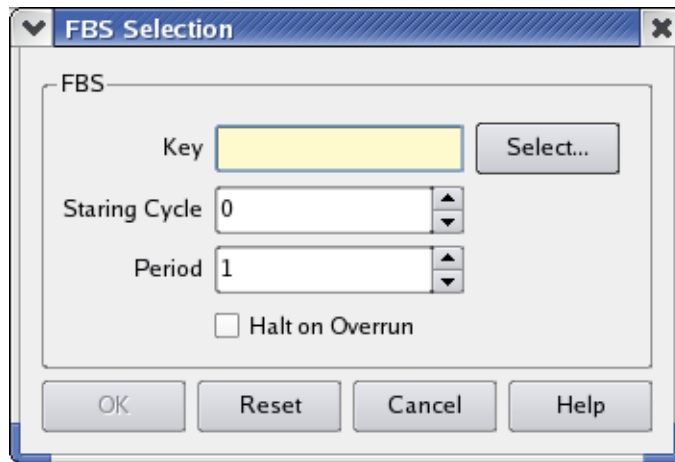 FBS Selection
FBS
Key Select...
Staring Cycle 0
Period 1
Halt on Overrun
OK Reset Cancel Help